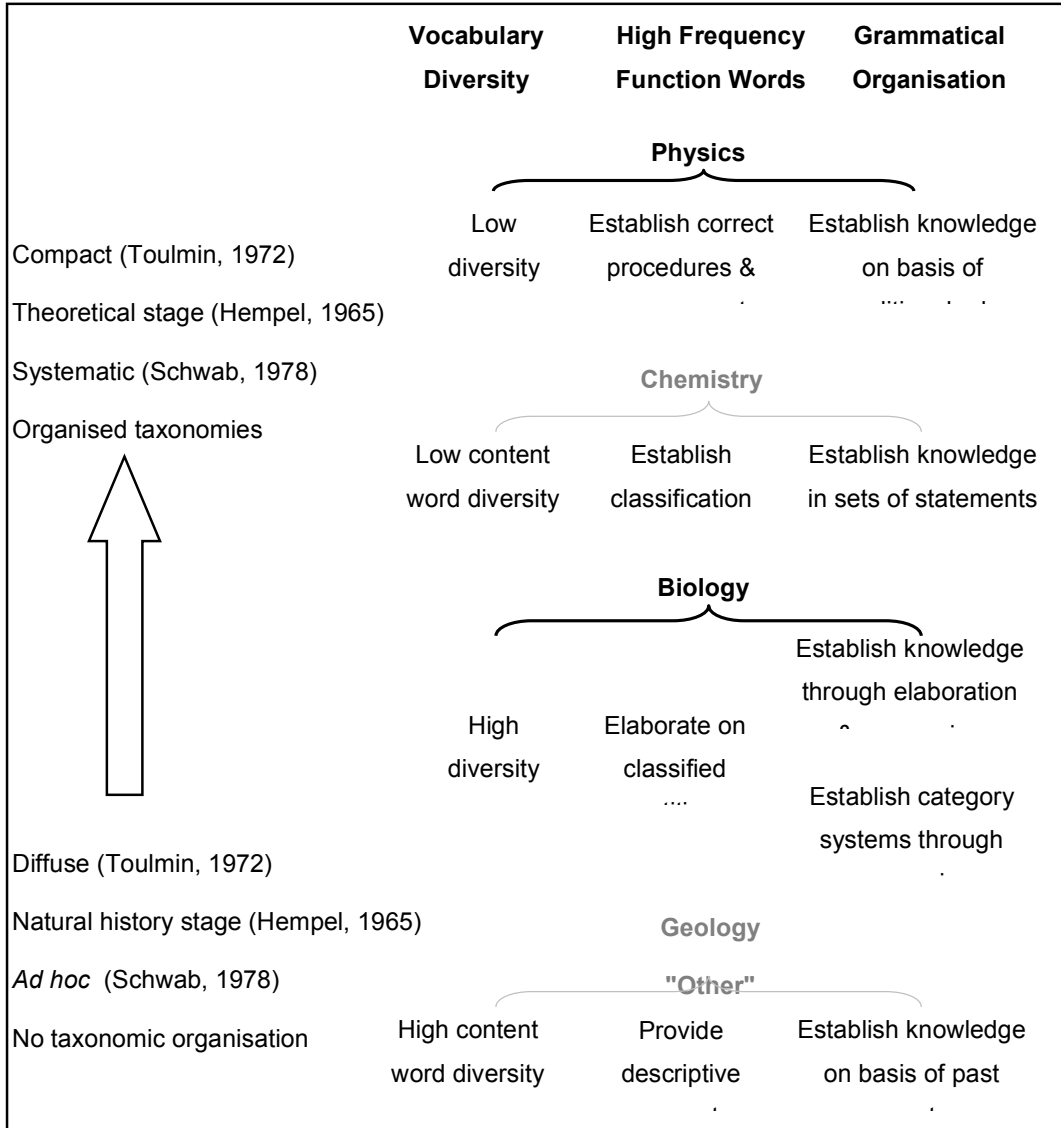 Vocabulary Diversity
High Frequency Function Words
Grammatical Organisation
Physics
Low
diversity
Establish correct
procedures &
Establish knowledge
on basis of
Compact (Toulmin, 1972)
Theoretical stage (Hempel, 1965)
Systematic (Schwab, 1978)
Organised taxonomies
Chemistry
Low content
word diversity
Establish
classification
Establish knowledge
in sets of statements
Biology
High
diversity
Elaborate on
classified
Establish knowledge
through elaboration
Establish category
systems through
Diffuse (Toulmin, 1972)
Natural history stage (Hempel, 1965)
Ad hoc (Schwab, 1978)
No taxonomic organisation
Geology
"Other"
High content
word diversity
Provide
descriptive
Establish knowledge
on basis of past